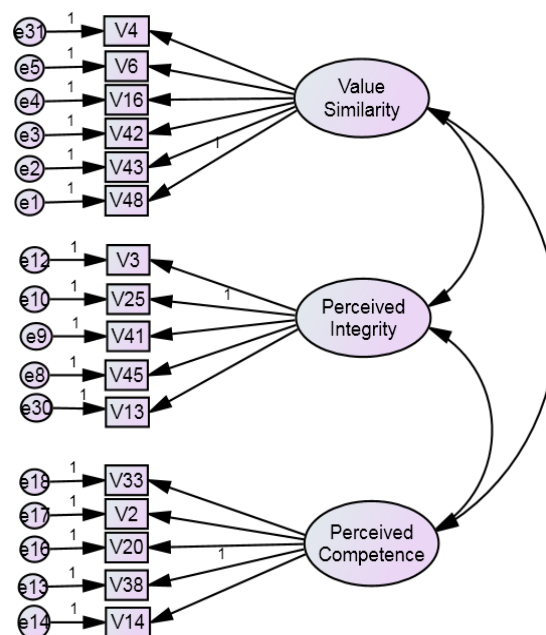 e31 1 V4
e5 1 V6
e4 1 V16
e3 1 V42
e2 1 V43
e1 1 V48
1
Value
Similarity
e12 1 V3
e10 1 V25
e9 1 V41
e8 1 V45
e30 1 V13
1
Perceived
Integrity
e18 1 V33
e17 1 V2
e16 1 V20
e13 1 V38
e14 1 V14
1
Perceived
Competence